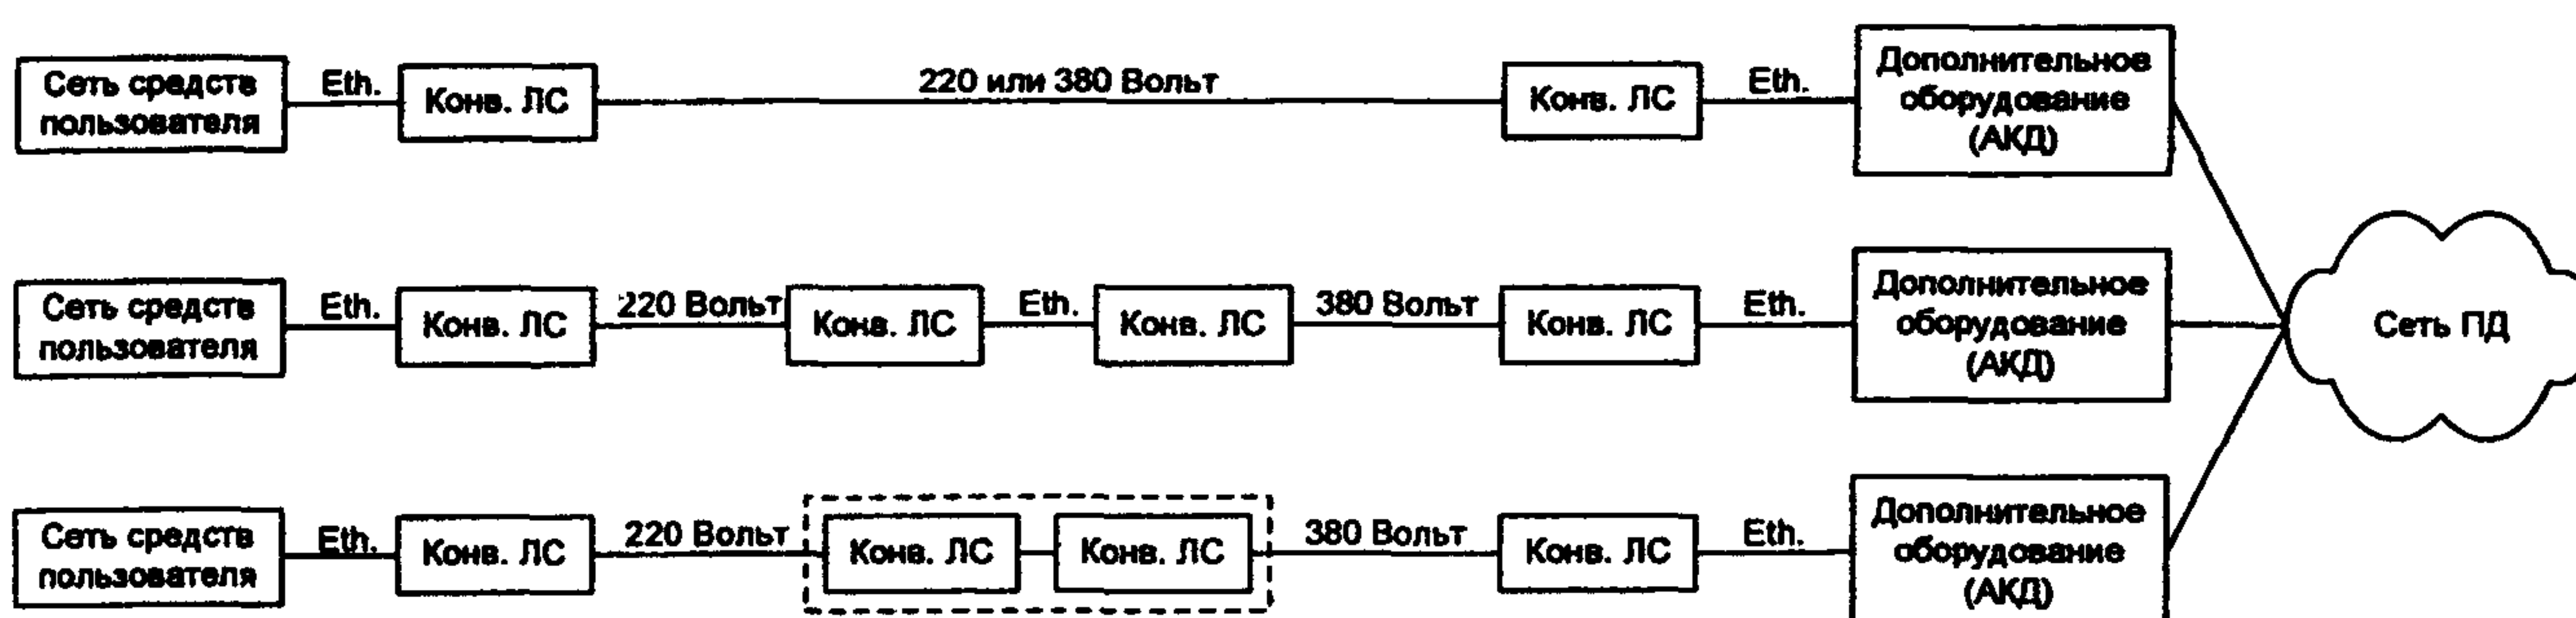 Сеть средств
пользователя
Eth.
Конв. ЛС
220 или 380 Вольт
Конв. ЛС
Eth.
Дополнительное
оборудование
(АКД)
Сеть средств
пользователя
Eth.
Конв. ЛС
220 Вольт
Конв. ЛС
Eth.
Конв. ЛС
380 Вольт
Конв. ЛС
Eth.
Дополнительное
оборудование
(АКД)
Сеть ПД
Сеть средств
пользователя
Eth.
Конв. ЛС
220 Вольт
Конв. ЛС
Конв. ЛС
380 Вольт
Конв. ЛС
Eth.
Дополнительное
оборудование
(АКД)